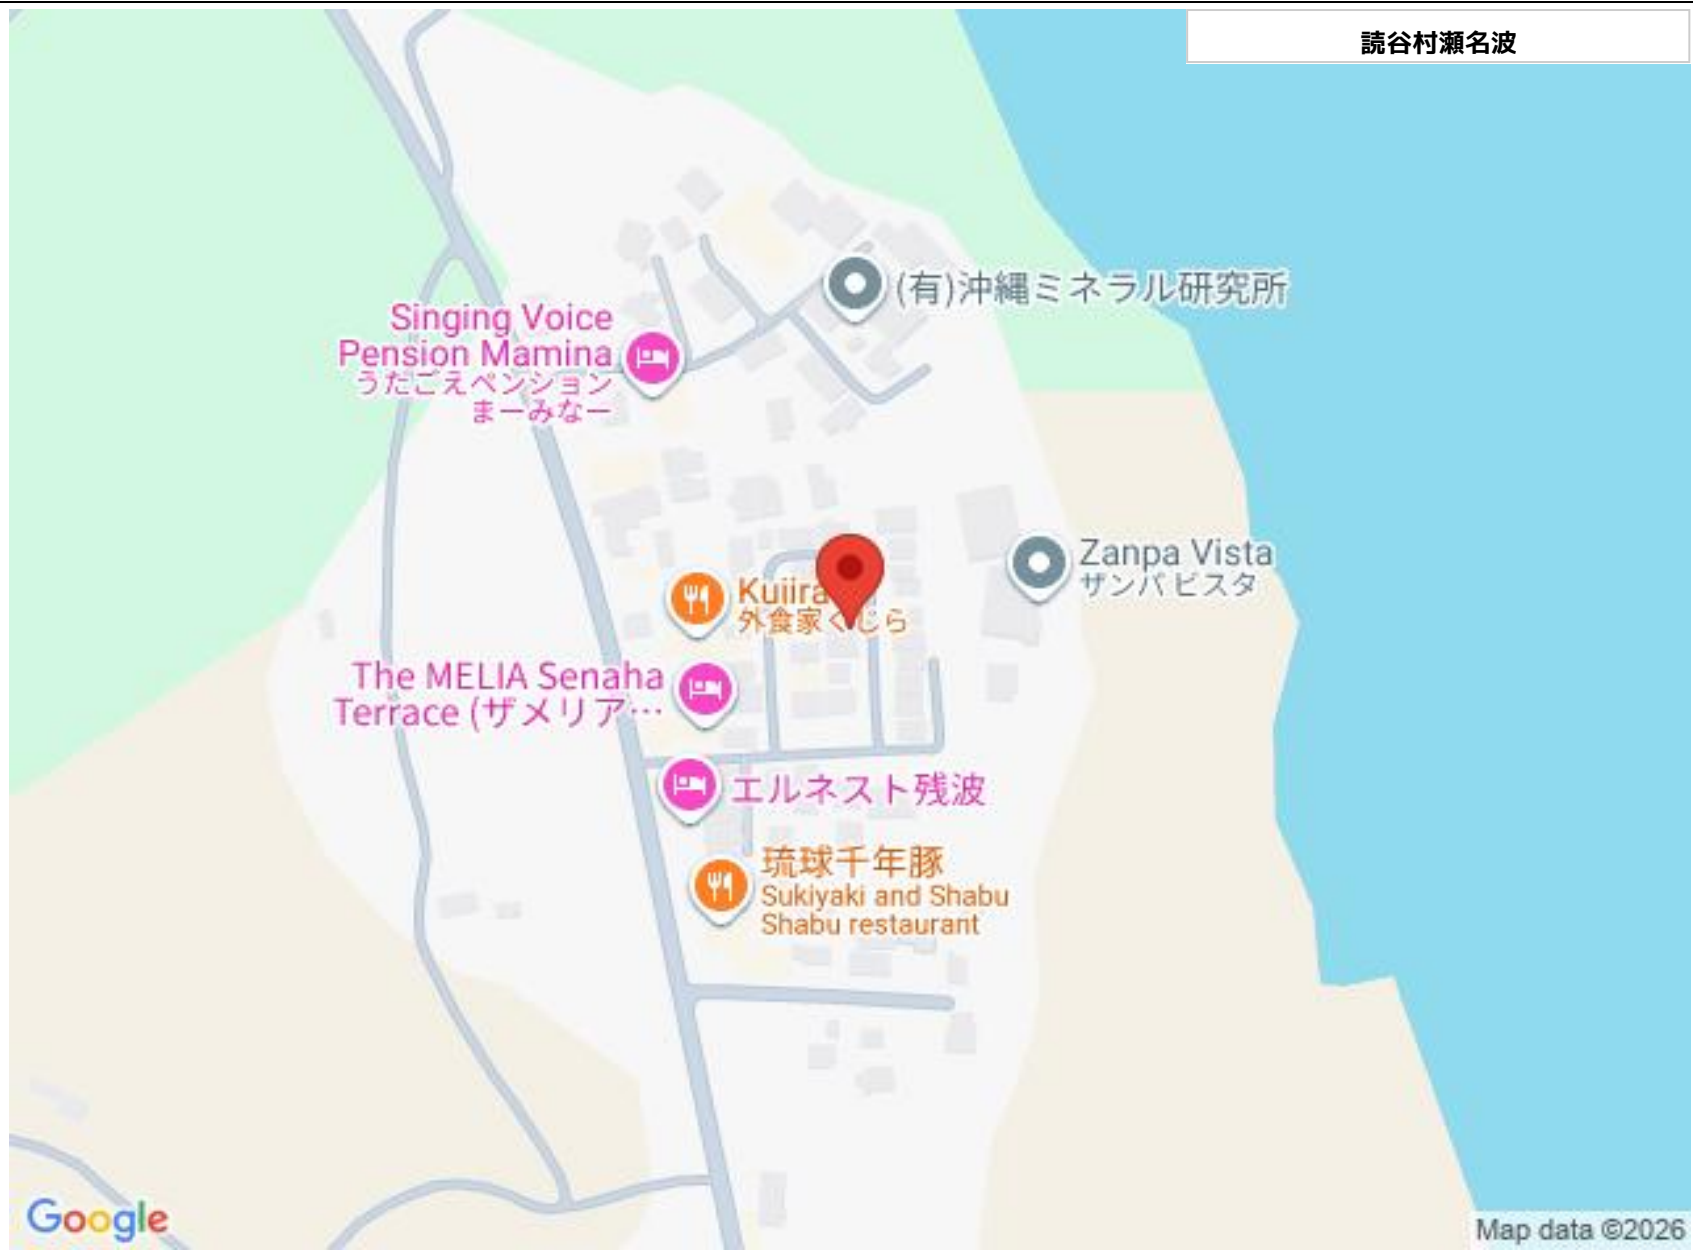 読谷村瀬名波
(有)沖縄ミネラル研究所
Singing Voice
Pension Mamina
うたごえペンション
まーみなー
Zanpa Vista
ザンパ ビスタ
Kujira
外食家くじら
The MELIA Senaha
Terrace (ザメリア…
エルネスト残波
琉球千年豚
Sukiyaki and Shabu
Shabu restaurant
Google
Map data ©2026